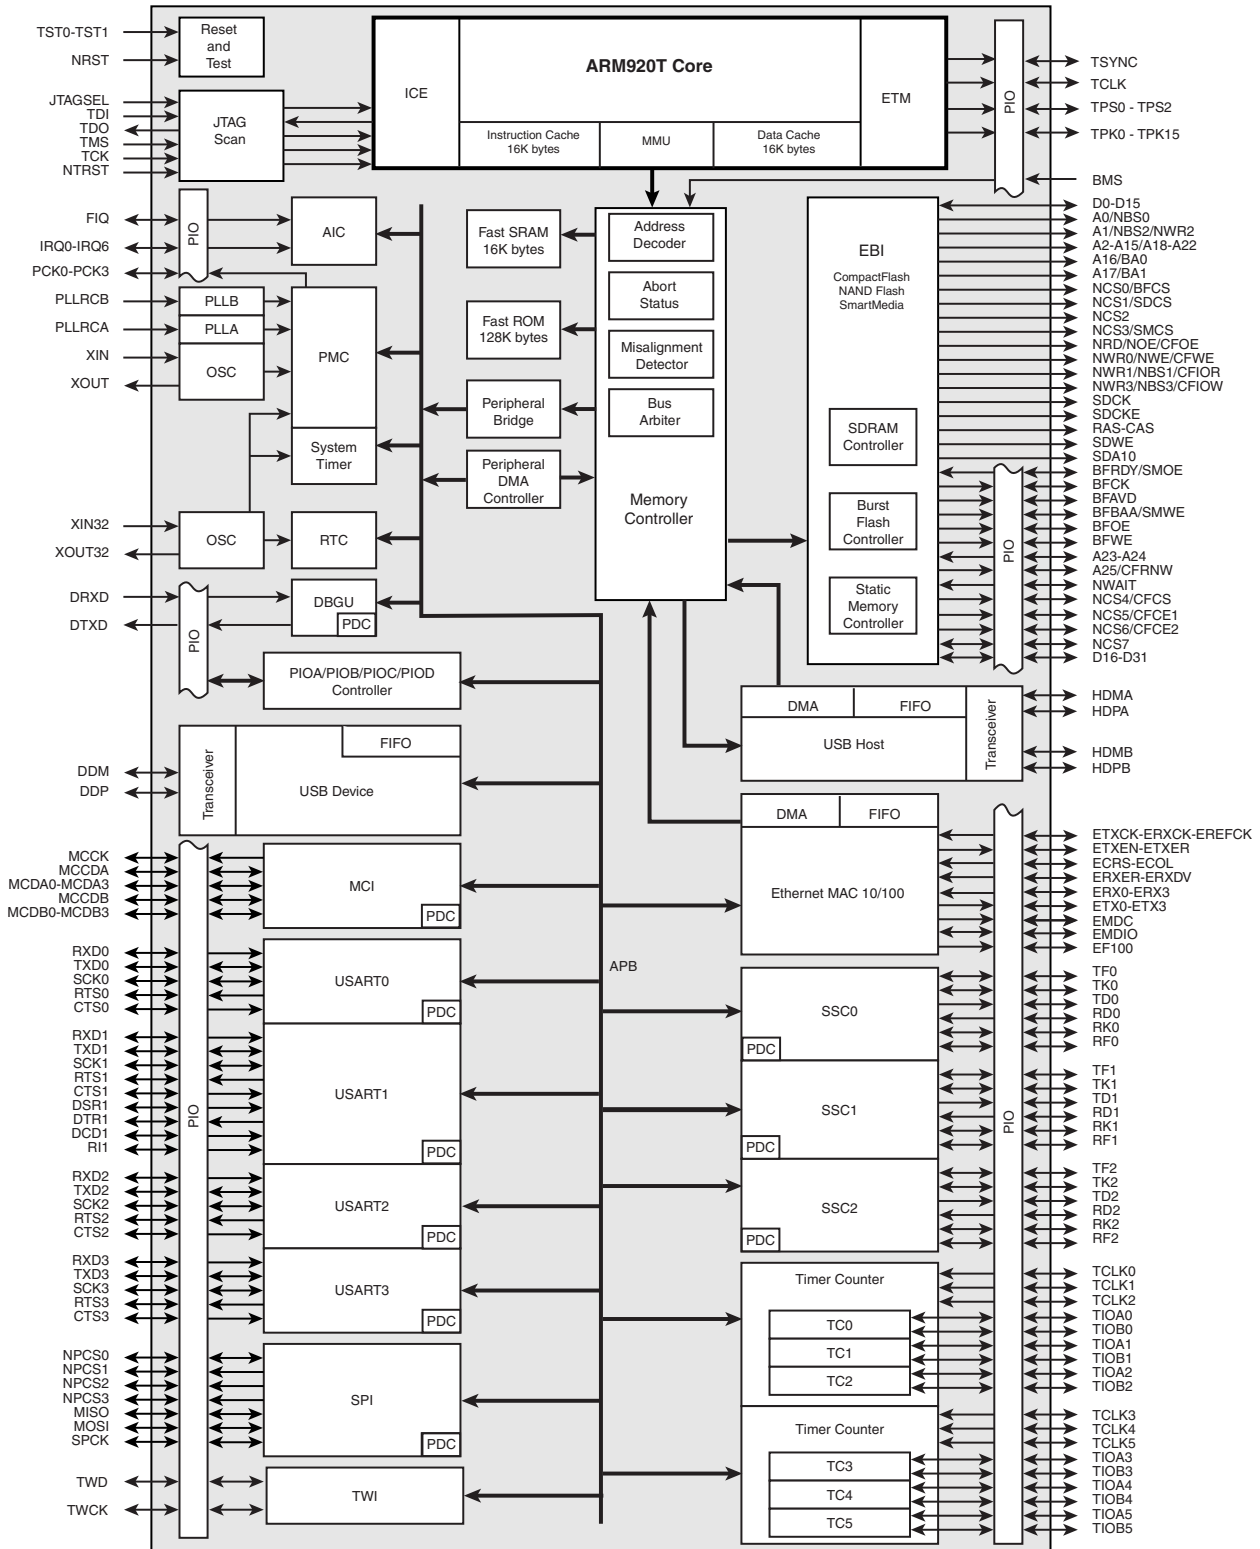 TST0-TST1
NRST
Reset
and
Test
JTAGSEL
TDI
TDO
TMS
TCK
NTRST
JTAG
Scan
ICE
ARM920T Core
Instruction Cache
16K bytes
MMU
Data Cache
16K bytes
ETM
PIO
TSYNC
TCLK
TPS0 - TPS2
TPK0 - TPK15
BMS
FIQ
IRQ0-IRQ6
PCK0-PCK3
PIO
AIC
PLLRCB
PLLRCA
XIN
XOUT
PLLB
PLLA
OSC
PMC
System
Timer
XIN32
XOUT32
OSC
RTC
DRXD
DTXD
PIO
DBGU
PDC
PIOA/PIOB/PIOC/PIOD
Controller
Fast SRAM
16K bytes
Fast ROM
128K bytes
Peripheral
Bridge
Peripheral
DMA
Controller
Address
Decoder
Abort
Status
Misalignment
Detector
Bus
Arbiter
Memory
Controller
EBI
CompactFlash
NAND Flash
SmartMedia
SDRAM
Controller
Burst
Flash
Controller
Static
Memory
Controller
D0-D15
A0/NBS0
A1/NBS2/NWR2
A2-A15/A18-A22
A16/BA0
A17/BA1
NCS0/BFCS
NCS1/SDCS
NCS2
NCS3/SMCS
NRD/NOE/CFOE
NWR0/NWE/CFWE
NWR1/NBS1/CFIOR
NWR3/NBS3/CFIOW
SDCK
SDCKE
RAS-CAS
SDWE
SDA10
BFRDY/SMOE
BFCK
BFAVD
BFBAA/SMWE
BFOE
BFWE
A23-A24
A25/CFRNW
NWAIT
NCS4/CFCS
NCS5/CFCE1
NCS6/CFCE2
NCS7
D16-D31
PIO
DMA
FIFO
USB Host
Transceiver
HDMA
HDPA
HDMB
HDPB
DDM
DDP
Transceiver
FIFO
USB Device
DMA
FIFO
Ethernet MAC 10/100
ETXCK-ERXCK-EREFCK
ETXEN-ETXER
ECRS-ECOL
ERXER-ERXDV
ERX0-ERX3
ETX0-ETX3
EMDC
EMDIO
EF100
MCCK
MCCDA
MCDA0-MCDA3
MCCDB
MCDB0-MCDB3
MCI
PDC
RXD0
TXD0
SCK0
RTS0
CTS0
USART0
PDC
RXD1
TXD1
SCK1
RTS1
CTS1
DSR1
DTR1
DCD1
RI1
PIO
USART1
PDC
RXD2
TXD2
SCK2
RTS2
CTS2
USART2
PDC
RXD3
TXD3
SCK3
RTS3
CTS3
USART3
PDC
NPCS0
NPCS1
NPCS2
NPCS3
MISO
MOSI
SPCK
SPI
PDC
TWD
TWCK
TWI
APB
SSC0
PDC
TF0
TK0
TD0
RD0
RK0
RF0
SSC1
PDC
PIO
TF1
TK1
TD1
RD1
RK1
RF1
SSC2
PDC
TF2
TK2
TD2
RD2
RK2
RF2
Timer Counter
TC0
TC1
TC2
TCLK0
TCLK1
TCLK2
TIOA0
TIOB0
TIOA1
TIOB1
TIOA2
TIOB2
Timer Counter
TC3
TC4
TC5
TCLK3
TCLK4
TCLK5
TIOA3
TIOB3
TIOA4
TIOB4
TIOA5
TIOB5